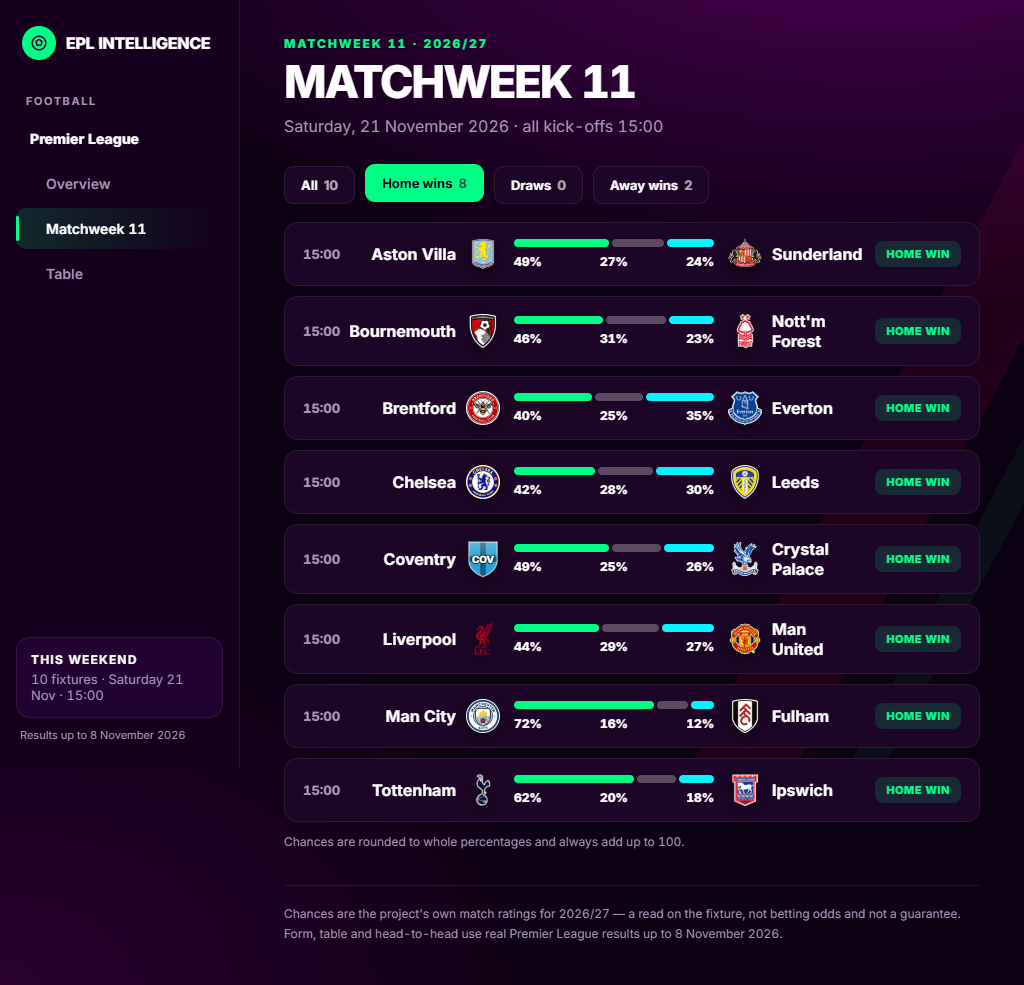 EPL INTELLIGENCE
FOOTBALL
Premier League
Overview
Matchweek 11
Table
THIS WEEKEND
10 fixtures · Saturday 21
Nov · 15:00
Results up to 8 November 2026
MATCHWEEK 11 · 2026/27
MATCHWEEK 11
Saturday, 21 November 2026 · all kick-offs 15:00
All 10
Home wins 8
Draws 0
Away wins 2
15:00 Aston Villa 49% 27% 24% Sunderland HOME WIN
15:00 Bournemouth 46% 31% 23% Nott'm
Forest HOME WIN
15:00 Brentford 40% 25% 35% Everton HOME WIN
15:00 Chelsea 42% 28% 30% Leeds HOME WIN
15:00 Coventry COV 49% 25% 26% Crystal
Palace HOME WIN
15:00 Liverpool LFC 44% 29% 27% Man
United HOME WIN
15:00 Man City 72% 16% 12% Fulham HOME WIN
15:00 Tottenham 62% 20% 18% Ipswich HOME WIN
Chances are rounded to whole percentages and always add up to 100.
Chances are the project's own match ratings for 2026/27 — a read on the fixture, not betting odds and not a guarantee.
Form, table and head-to-head use real Premier League results up to 8 November 2026.